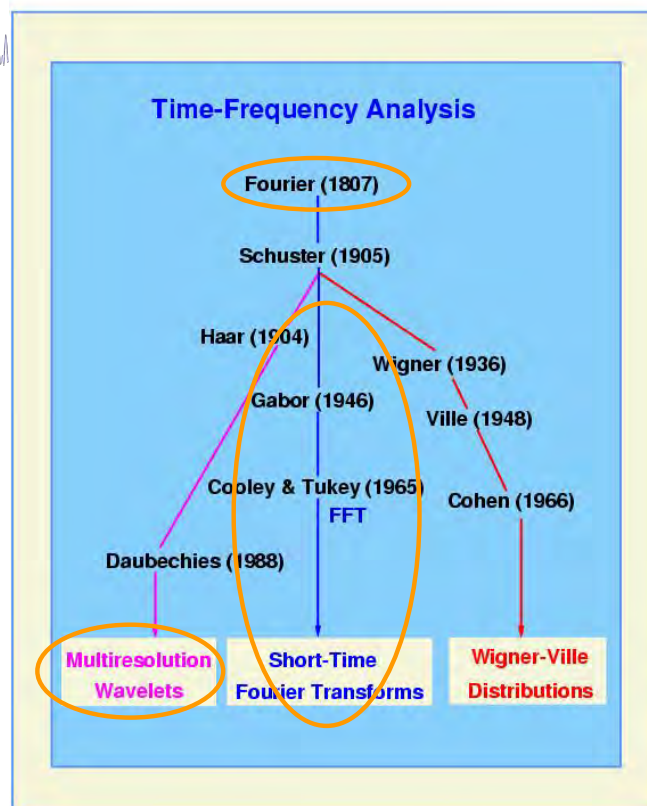 Time-Frequency Analysis
Fourier (1807)
Schuster (1905)
Haar (1904)
Wigner (1936)
Gabor (1946)
Ville (1948)
Cooley & Tukey (1965)
FFT
Cohen (1966)
Daubechies (1988)
Multiresolution
Wavelets
Short-Time
Fourier Transforms
Wigner-Ville
Distributions